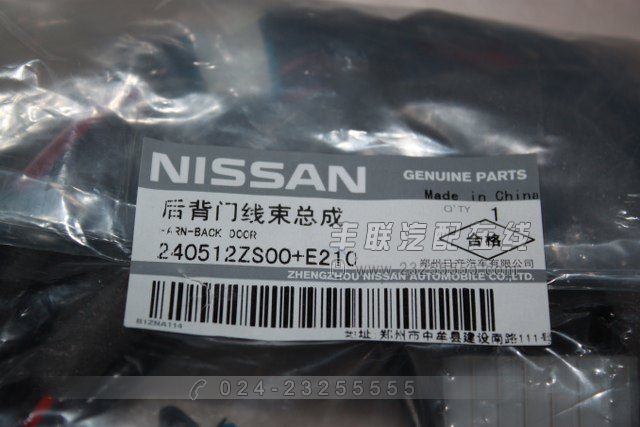 NISSAN
GENUINE PARTS
Made in China
Q'TY 1
后背门线束总成
HARN-BACK DOOR
合格
丰联汽配在线
240512ZS00+E210
郑州日产汽车有限公司
ZHENGZHOU NISSAN AUTOMOBILE CO.,LTD.
B12NA114
地址 郑州市中牟县建设南路111号
024-23255555